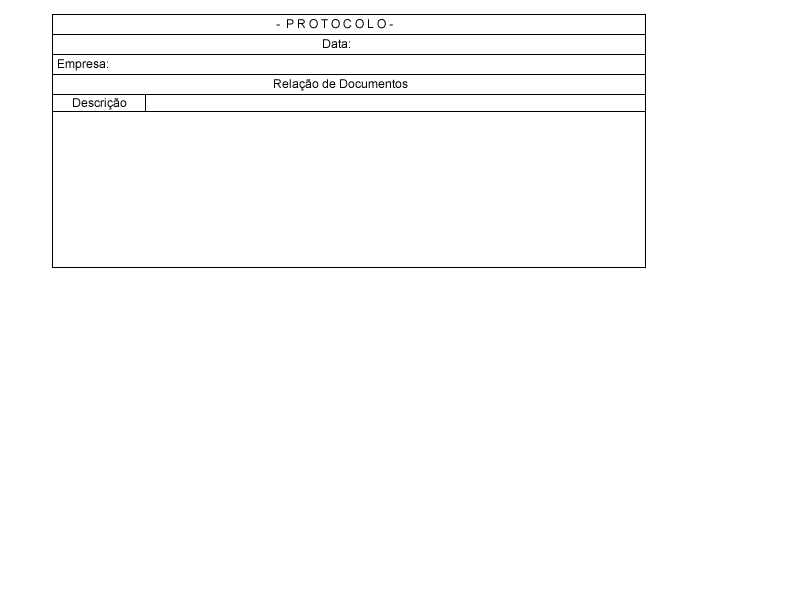 - P R O T O C O L O -
Data:
Empresa:
Relação de Documentos
Descrição